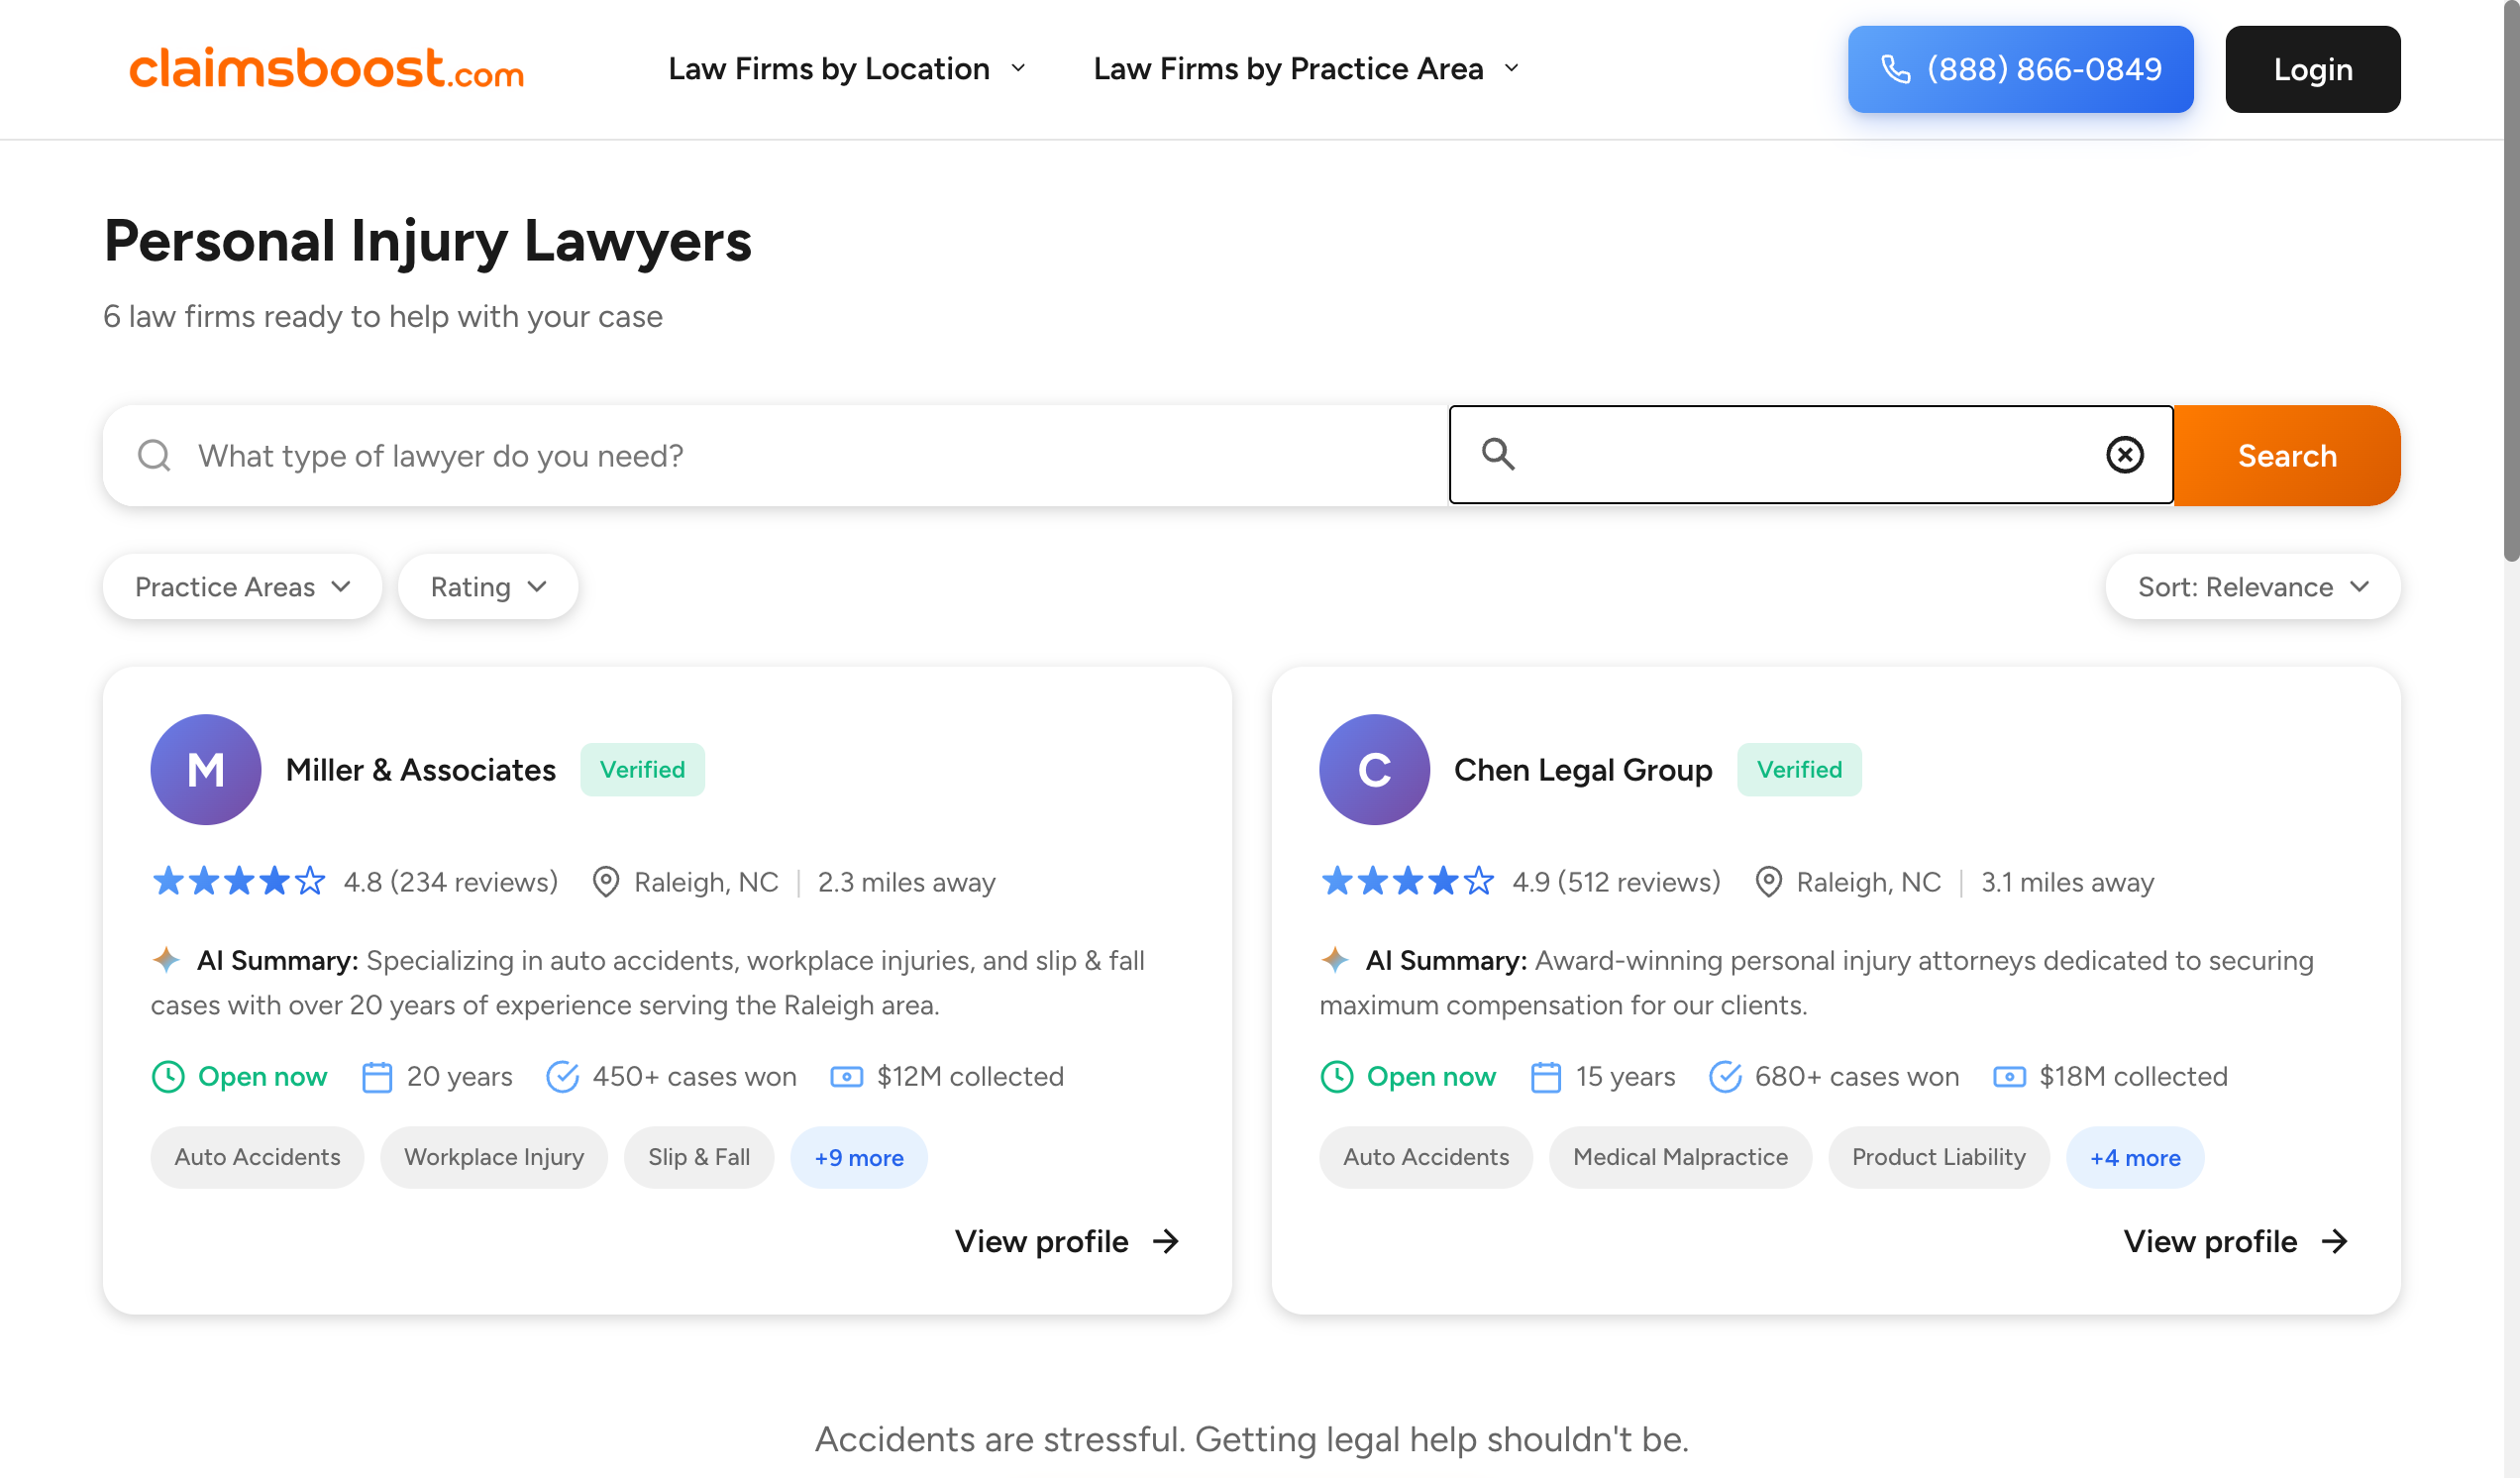 claimsboost.com
Law Firms by Location
Law Firms by Practice Area
(888) 866-0849
Login
Personal Injury Lawyers
6 law firms ready to help with your case
What type of lawyer do you need?
Search
Practice Areas
Rating
Sort: Relevance
M
Miller & Associates
Verified
4.8 (234 reviews)
Raleigh, NC | 2.3 miles away
AI Summary: Specializing in auto accidents, workplace injuries, and slip & fall
cases with over 20 years of experience serving the Raleigh area.
Open now
20 years
450+ cases won
$12M collected
Auto Accidents
Workplace Injury
Slip & Fall
+9 more
View profile
C
Chen Legal Group
Verified
4.9 (512 reviews)
Raleigh, NC | 3.1 miles away
AI Summary: Award-winning personal injury attorneys dedicated to securing
maximum compensation for our clients.
Open now
15 years
680+ cases won
$18M collected
Auto Accidents
Medical Malpractice
Product Liability
+4 more
View profile
Accidents are stressful. Getting legal help shouldn't be.